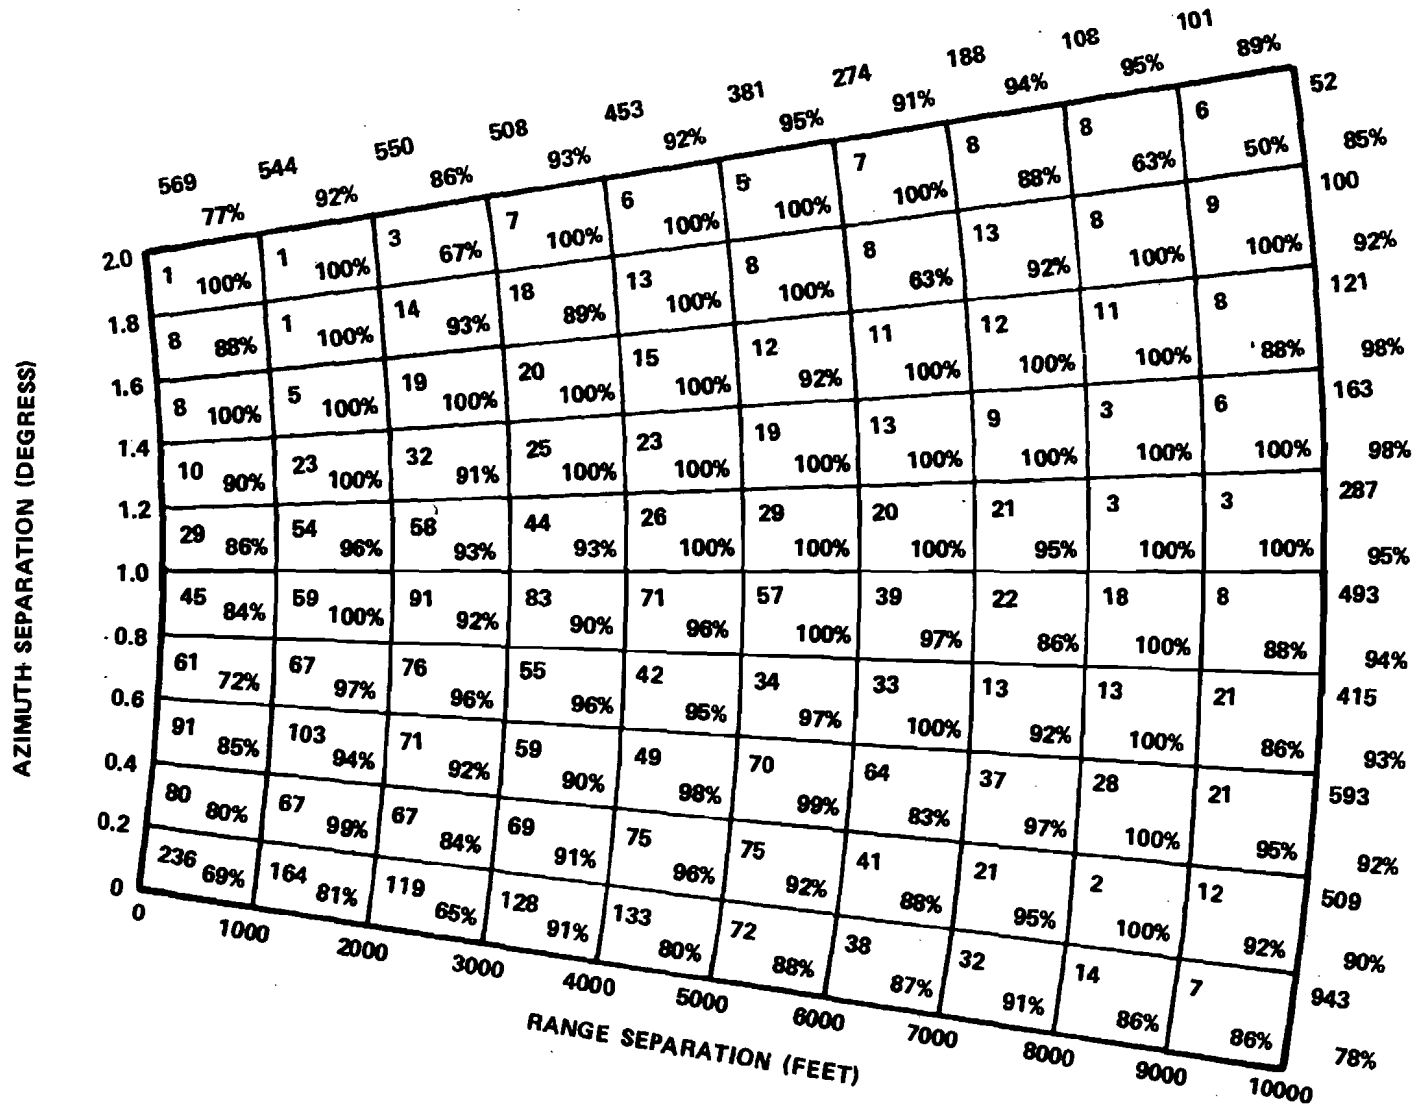 569 544 550 508 453 381 274 188 108 101
77% 92% 86% 93% 92% 95% 91% 94% 95% 89%
2.0
1 100% 1 100% 3 67% 7 100% 6 100% 5 100% 7 100% 8 88% 8 63% 6 50% 52 85%
1.8
8 88% 1 100% 14 93% 18 89% 13 100% 8 100% 8 63% 13 92% 8 100% 9 100% 100 92%
1.6
8 100% 5 100% 19 100% 20 100% 15 100% 12 92% 11 100% 12 100% 11 100% 8 88% 121 98%
1.4
10 90% 23 100% 32 91% 25 100% 23 100% 19 100% 13 100% 9 100% 3 100% 6 100% 163 98%
1.2
29 86% 54 96% 58 93% 44 93% 26 100% 29 100% 20 100% 21 95% 3 100% 3 100% 287 95%
1.0
45 84% 59 100% 91 92% 83 90% 71 96% 57 100% 39 97% 22 86% 18 100% 8 88% 493 94%
0.8
61 72% 67 97% 76 96% 55 96% 42 95% 34 97% 33 100% 13 92% 13 100% 21 86% 415 93%
0.6
91 85% 103 94% 71 92% 59 90% 49 98% 70 99% 64 83% 37 97% 28 100% 21 95% 593 92%
0.4
80 80% 67 99% 67 84% 69 91% 75 96% 75 92% 41 88% 21 95% 2 100% 12 92% 509 90%
0.2
236 69% 164 81% 119 65% 128 91% 133 80% 72 88% 38 87% 32 91% 14 86% 7 86% 943 78%
0
0 1000 2000 3000 4000 5000 6000 7000 8000 9000 10000
RANGE SEPARATION (FEET)
AZIMUTH SEPARATION (DEGRESS)